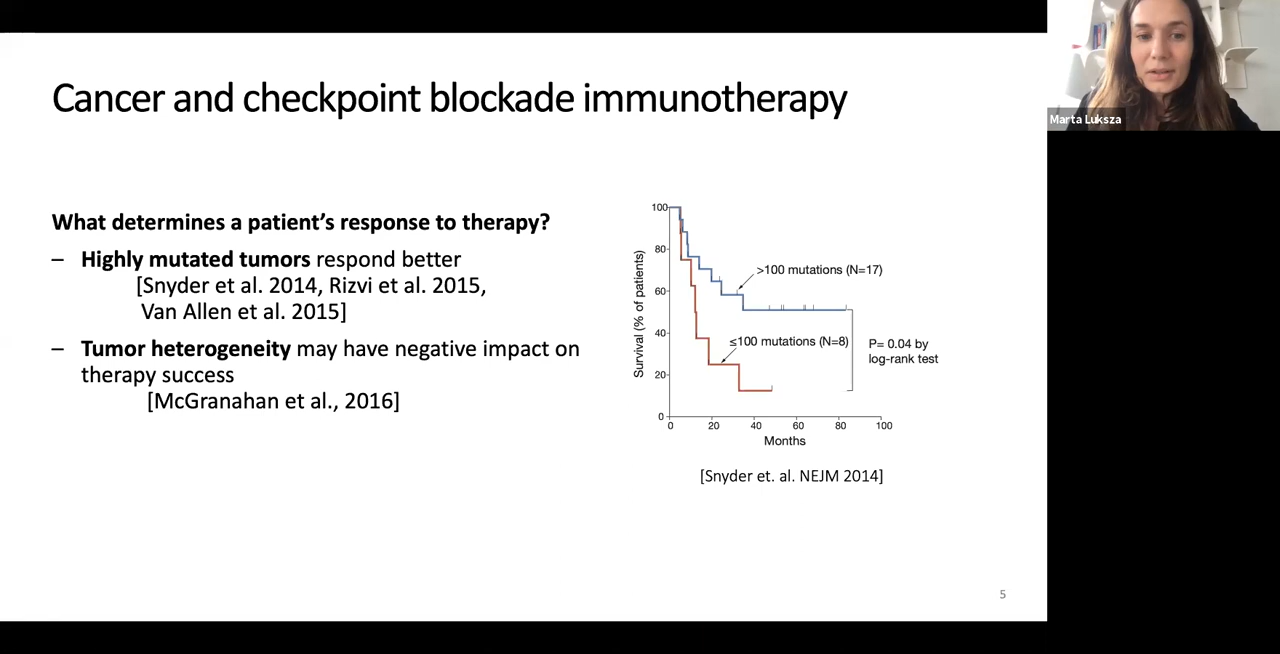 Cancer and checkpoint blockade immunotherapy
Marta Luksza
What determines a patient's response to therapy?
– Highly mutated tumors respond better
[Snyder et al. 2014, Rizvi et al. 2015,
Van Allen et al. 2015]
– Tumor heterogeneity may have negative impact on
therapy success
[McGranahan et al., 2016]
Survival (% of patients)
100
80
60
40
20
0
>100 mutations (N=17)
≤100 mutations (N=8)
P= 0.04 by
log-rank test
0 20 40 60 80 100
Months
[Snyder et. al. NEJM 2014]
5